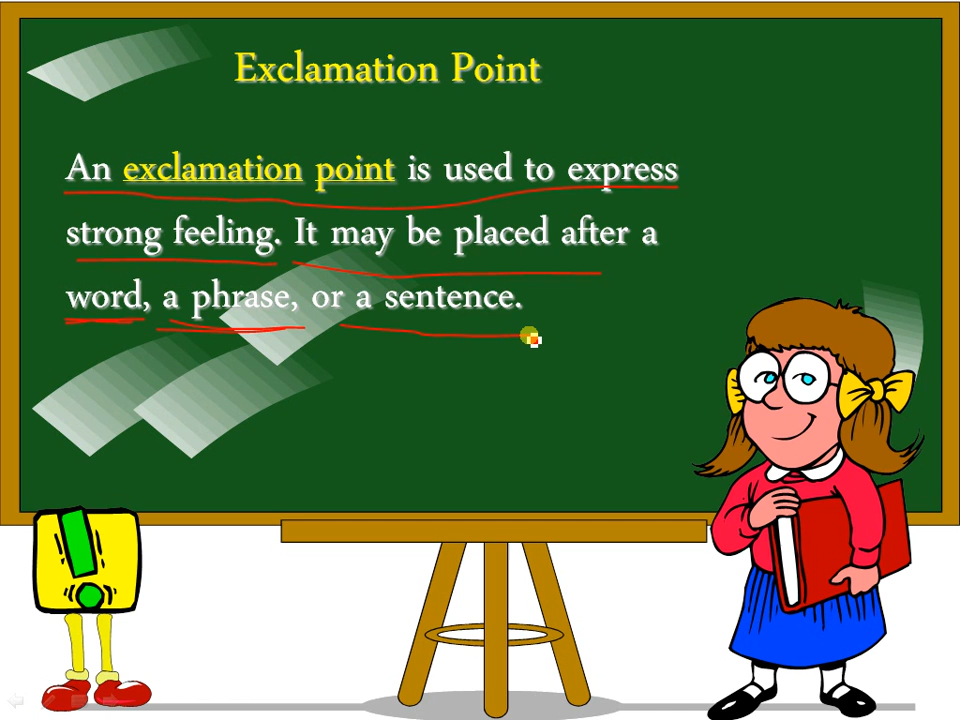 Exclamation Point
An exclamation point is used to express
strong feeling. It may be placed after a
word, a phrase, or a sentence.